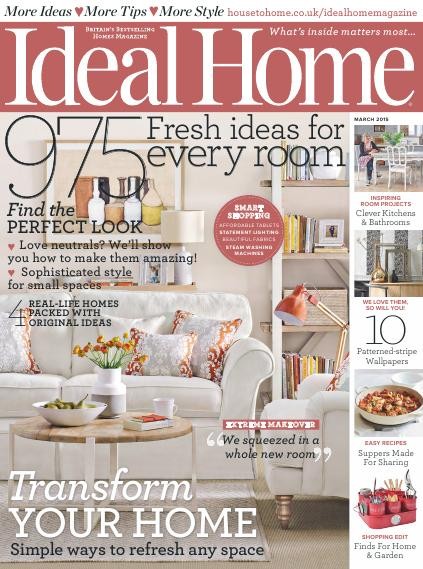 More Ideas ♥ More Tips ♥ More Style housetohome.co.uk/idealhomemagazine
BRITAIN'S BESTSELLING
HOMES MAGAZINE
What's inside matters most...
Ideal Home
975 Fresh ideas for
every room
Find the
PERFECT LOOK
♥ Love neutrals? We'll show
you how to make them amazing!
♥ Sophisticated style
for small spaces
4 REAL-LIFE HOMES
PACKED WITH
ORIGINAL IDEAS
SMART
SHOPPING
AFFORDABLE TABLETS
STATEMENT LIGHTING
BEAUTIFUL FABRICS
STEAM WASHING
MACHINES
EXTREME MAKEOVER
“We squeezed in a
whole new room”
Transform
YOUR HOME
Simple ways to refresh any space
MARCH 2015
INSPIRING
ROOM PROJECTS
Clever Kitchens
& Bathrooms
WE LOVE THEM,
SO WILL YOU!
10
Patterned-stripe
Wallpapers
EASY RECIPES
Suppers Made
For Sharing
SHOPPING EDIT
Finds For Home
& Garden